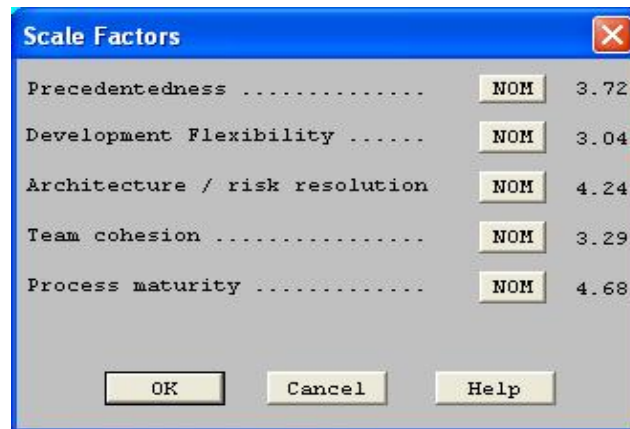 Scale Factors
Precedentedness .............. NOM 3.72
Development Flexibility ...... NOM 3.04
Architecture / risk resolution NOM 4.24
Team cohesion ................ NOM 3.29
Process maturity ............. NOM 4.68
OK Cancel Help